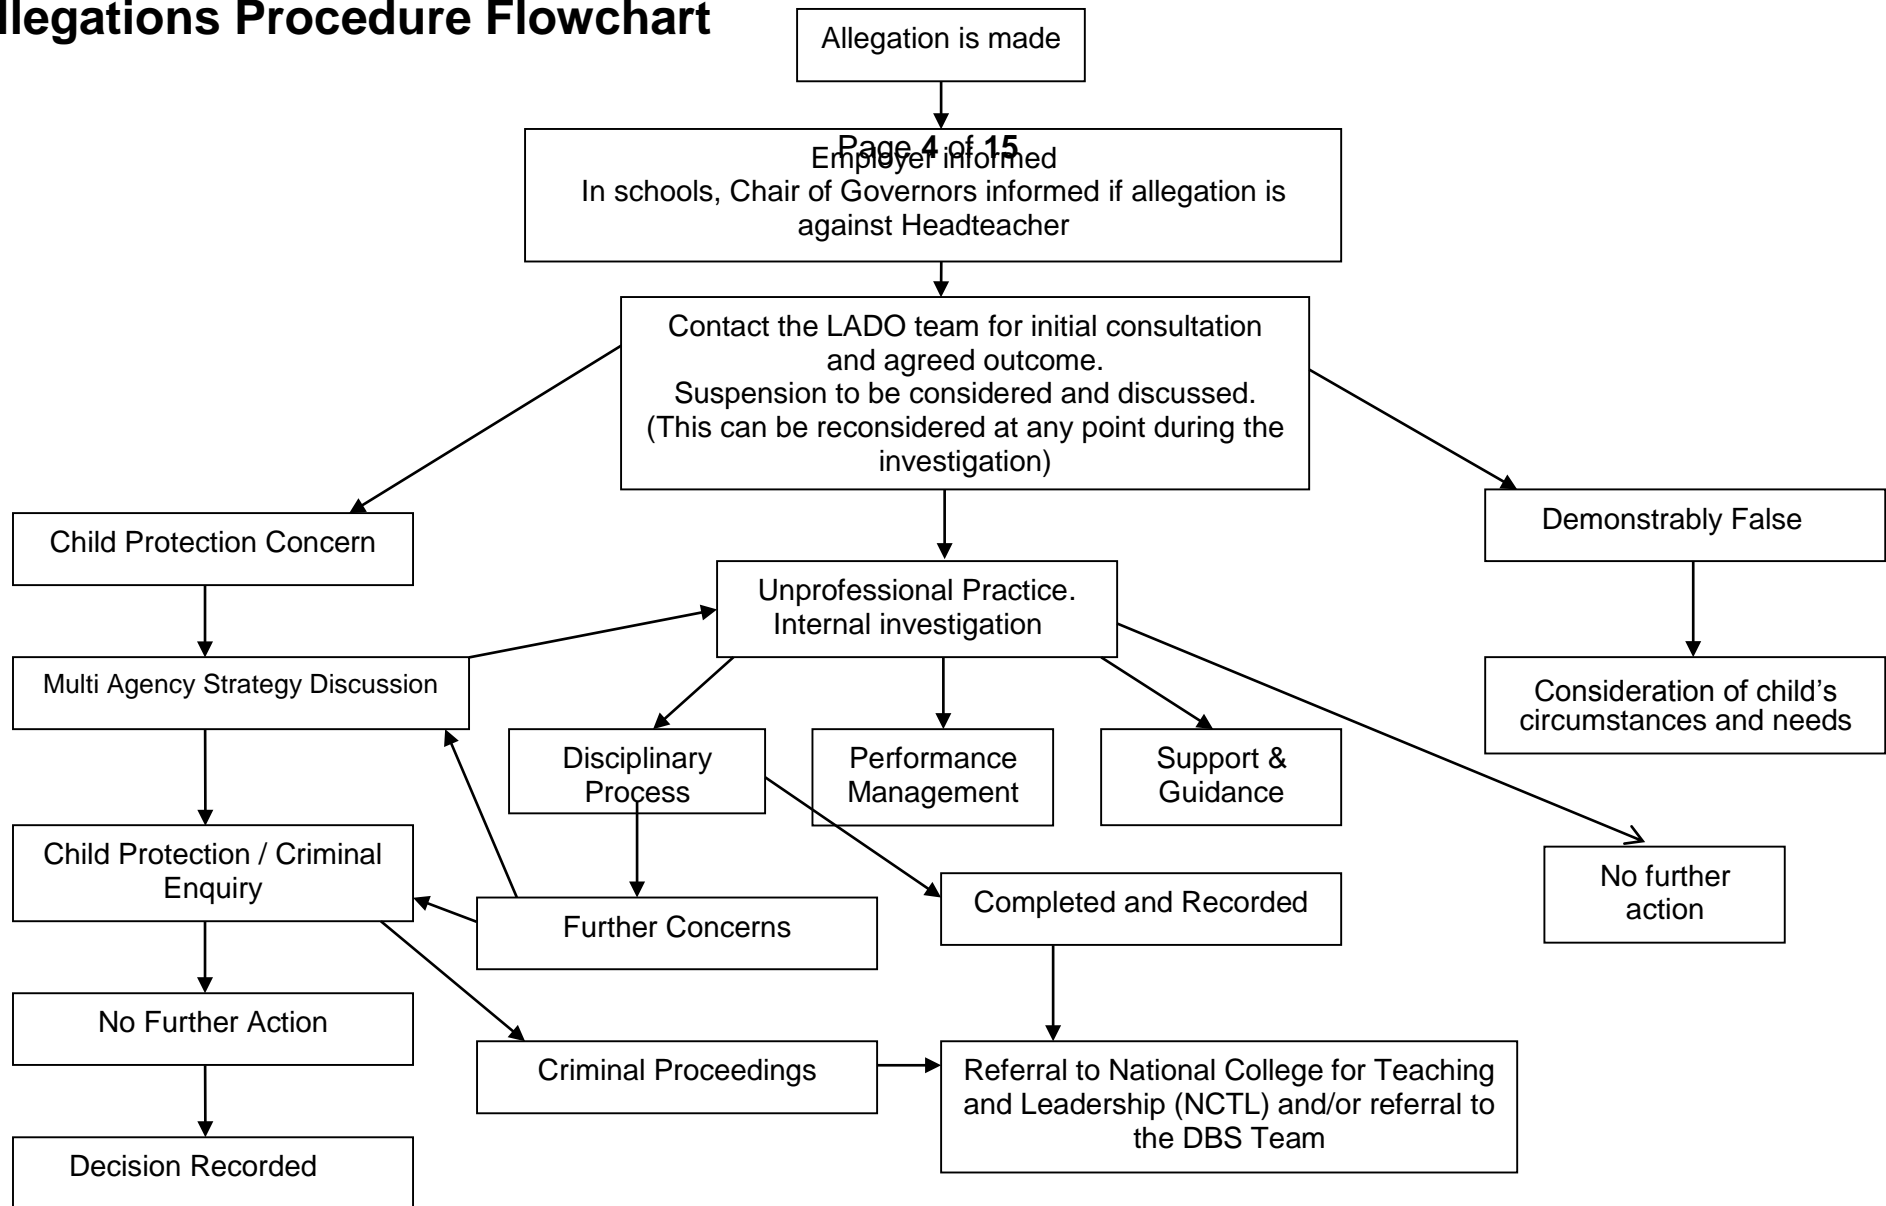 llegations Procedure Flowchart
Allegation is made
Page 4 of 15
Employer informed
In schools, Chair of Governors informed if allegation is
against Headteacher
Contact the LADO team for initial consultation
and agreed outcome.
Suspension to be considered and discussed.
(This can be reconsidered at any point during the
investigation)
Child Protection Concern
Demonstrably False
Unprofessional Practice.
Internal investigation
Multi Agency Strategy Discussion
Consideration of child’s
circumstances and needs
Disciplinary
Process
Performance
Management
Support &
Guidance
Child Protection / Criminal
Enquiry
Further Concerns
Completed and Recorded
No further
action
No Further Action
Criminal Proceedings
Referral to National College for Teaching
and Leadership (NCTL) and/or referral to
the DBS Team
Decision Recorded